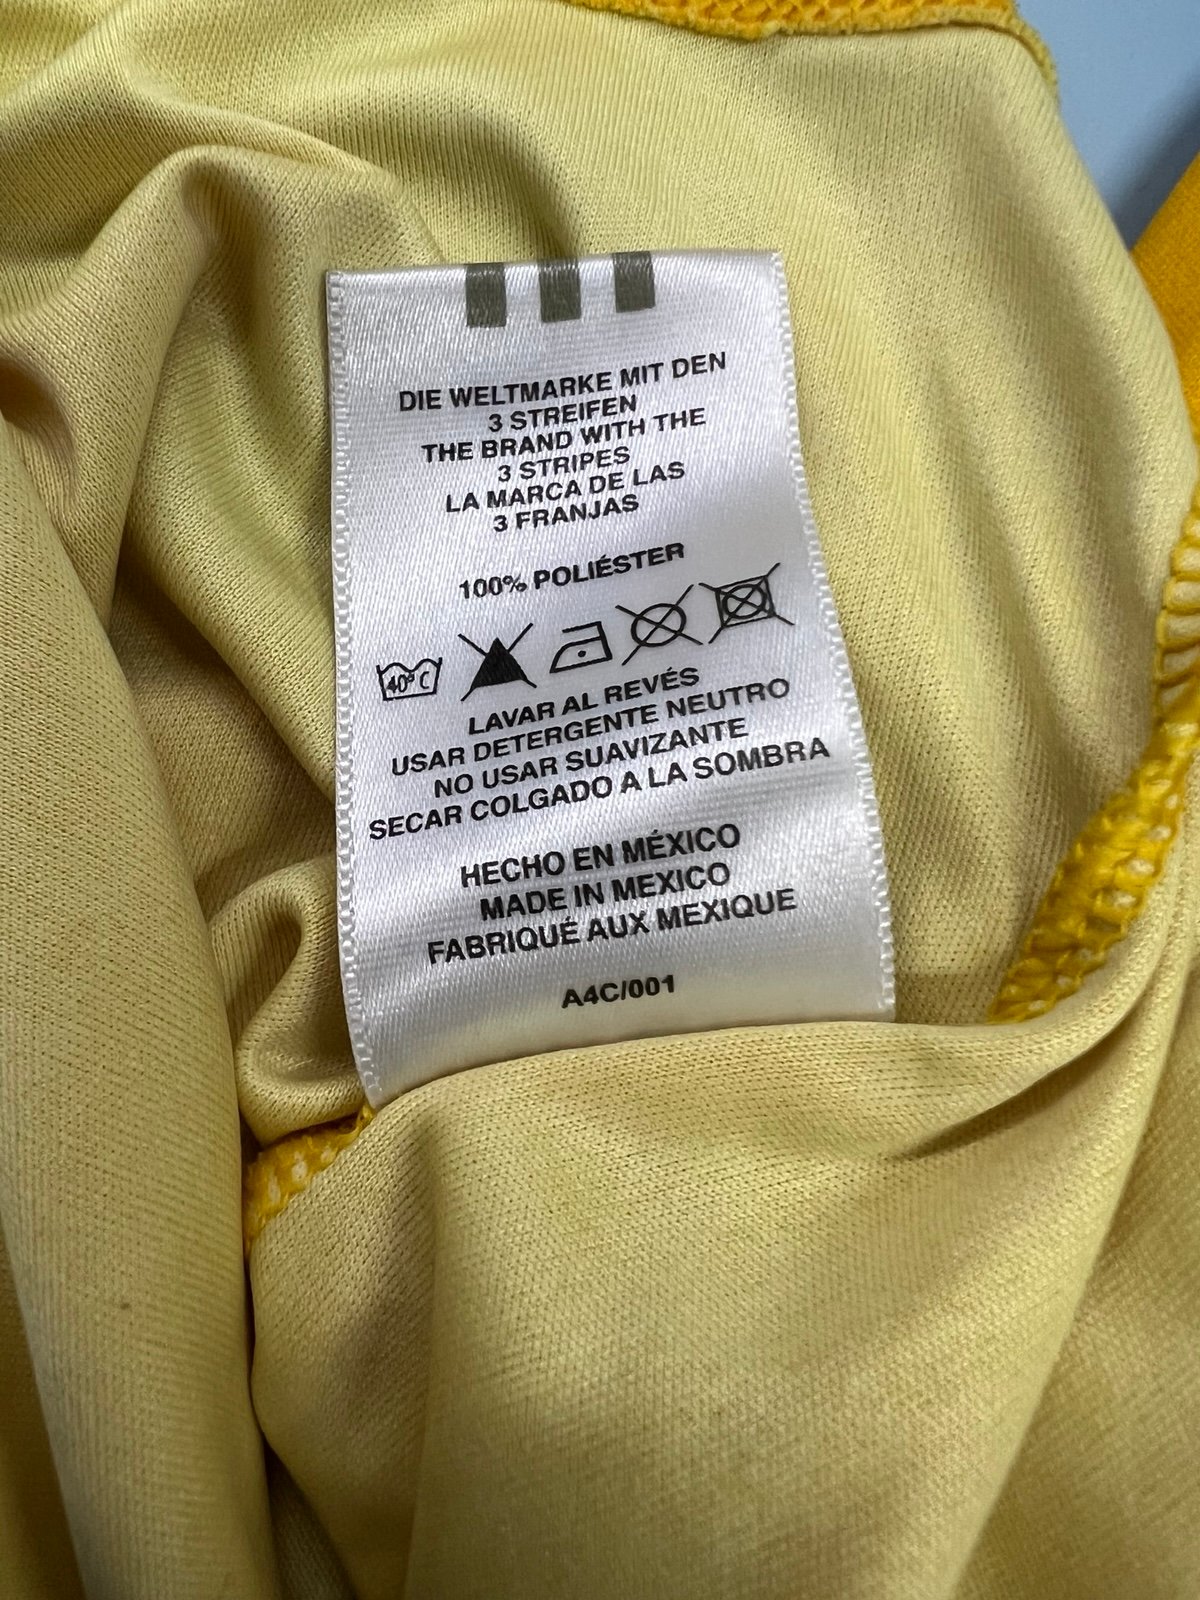 DIE WELTMARKE MIT DEN
3 STREIFEN
THE BRAND WITH THE
3 STRIPES
LA MARCA DE LAS
3 FRANJAS
100% POLIÉSTER
40º C
LAVAR AL REVÉS
USAR DETERGENTE NEUTRO
NO USAR SUAVIZANTE
SECAR COLGADO A LA SOMBRA
HECHO EN MÉXICO
MADE IN MEXICO
FABRIQUÉ AUX MEXIQUE
A4C/001